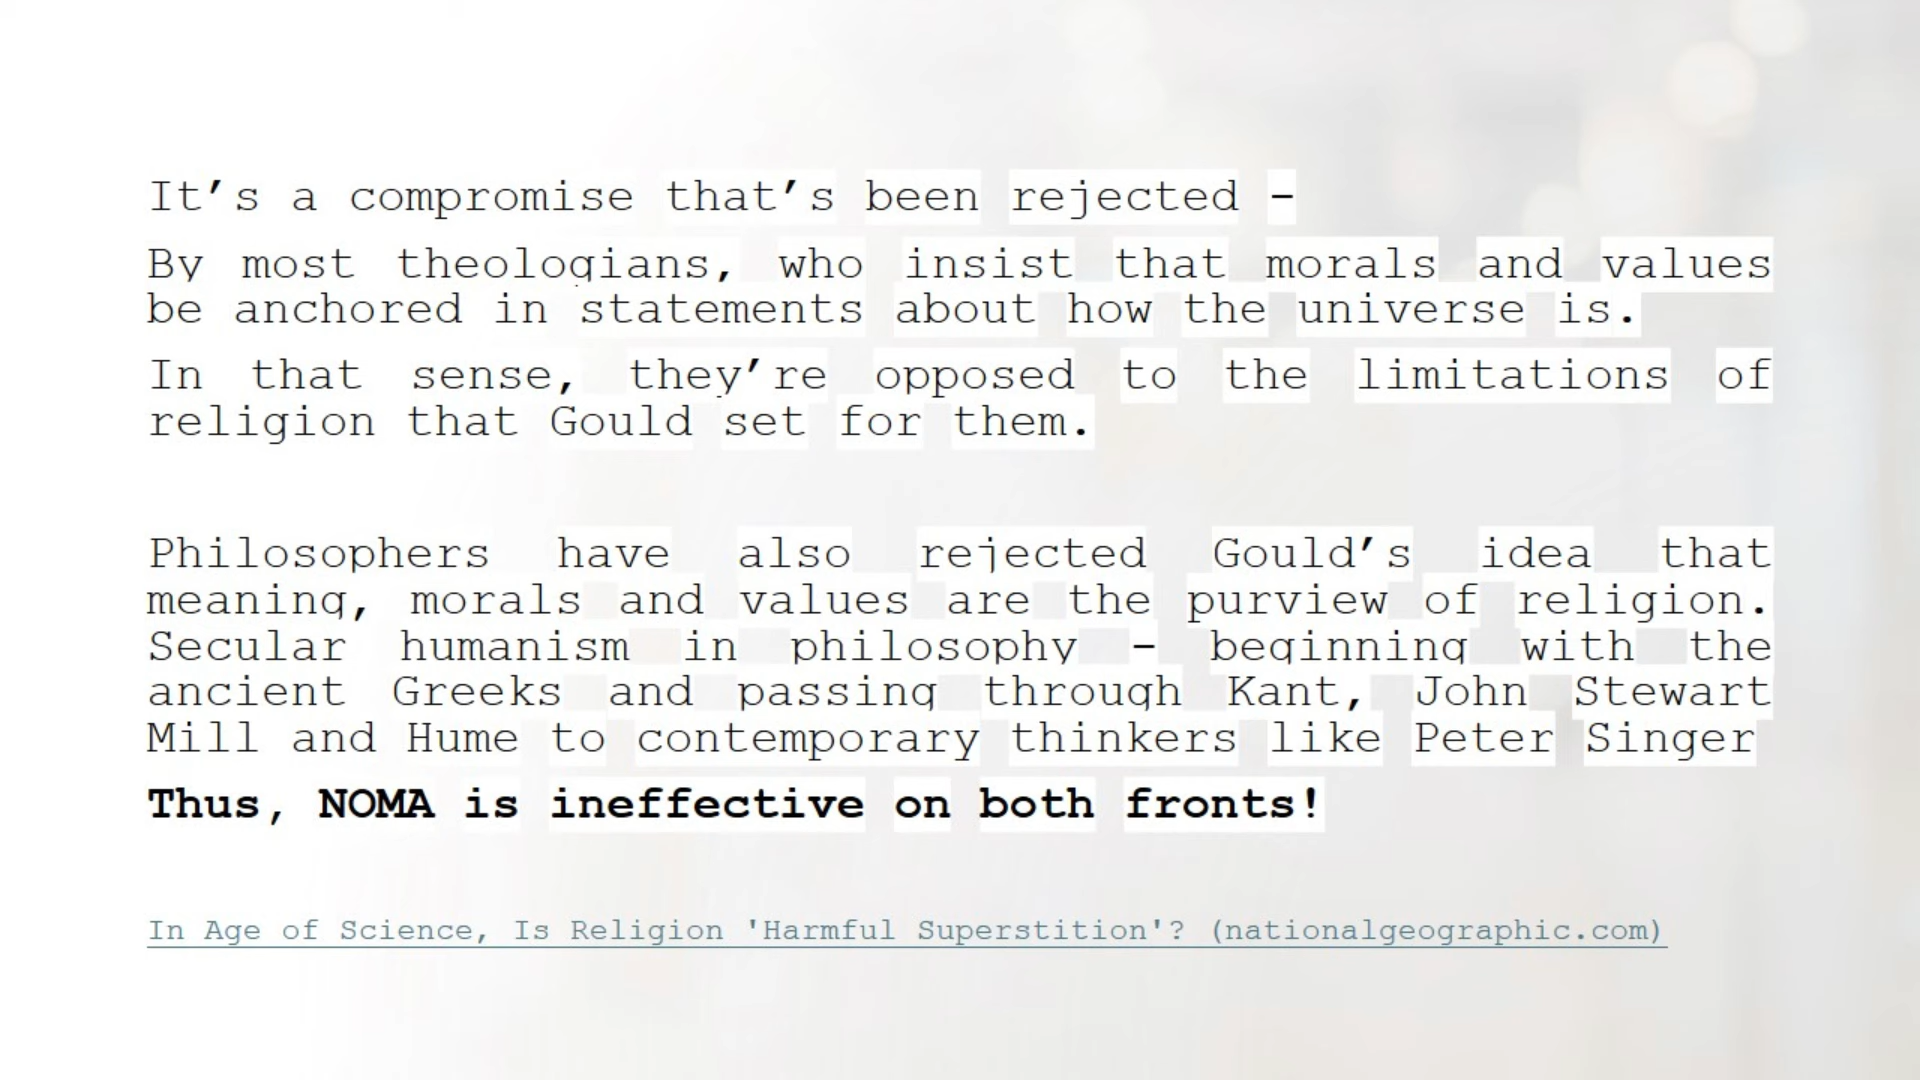 It’s a compromise that’s been rejected -
By most theologians, who insist that morals and values
be anchored in statements about how the universe is.
In that sense, they’re opposed to the limitations of
religion that Gould set for them.
Philosophers have also rejected Gould’s idea that
meaning, morals and values are the purview of religion.
Secular humanism in philosophy - beginning with the
ancient Greeks and passing through Kant, John Stewart
Mill and Hume to contemporary thinkers like Peter Singer
Thus, NOMA is ineffective on both fronts!
In Age of Science, Is Religion 'Harmful Superstition'? (nationalgeographic.com)